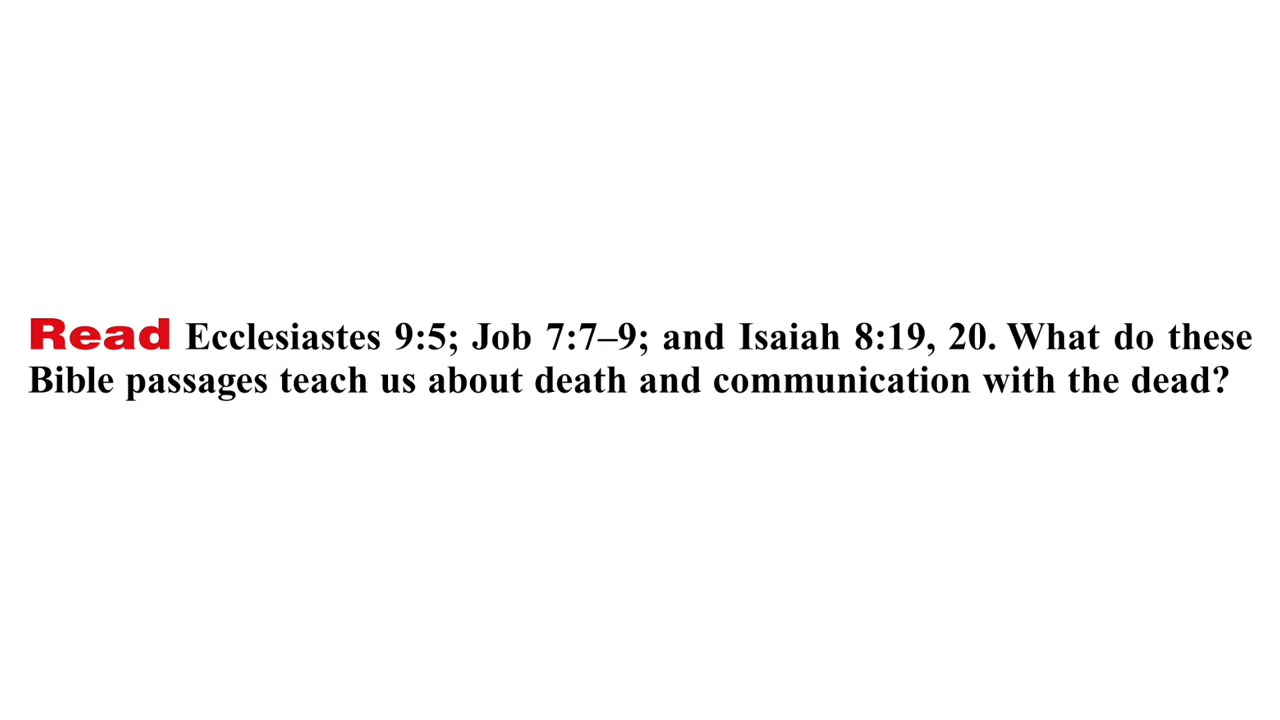 Read Ecclesiastes 9:5; Job 7:7–9; and Isaiah 8:19, 20. What do these
Bible passages teach us about death and communication with the dead?